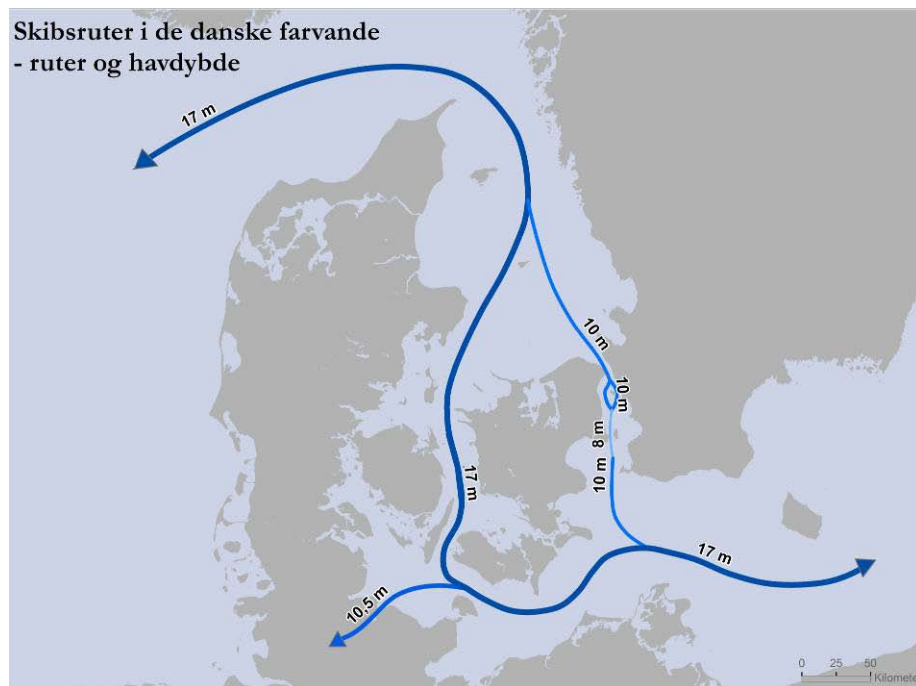 Skibsruter i de danske farvande
- ruter og havdybde
17 m
10 m
10 m
8 m
10 m
17 m
17 m
10,5 m
0 25 50
Kilomete